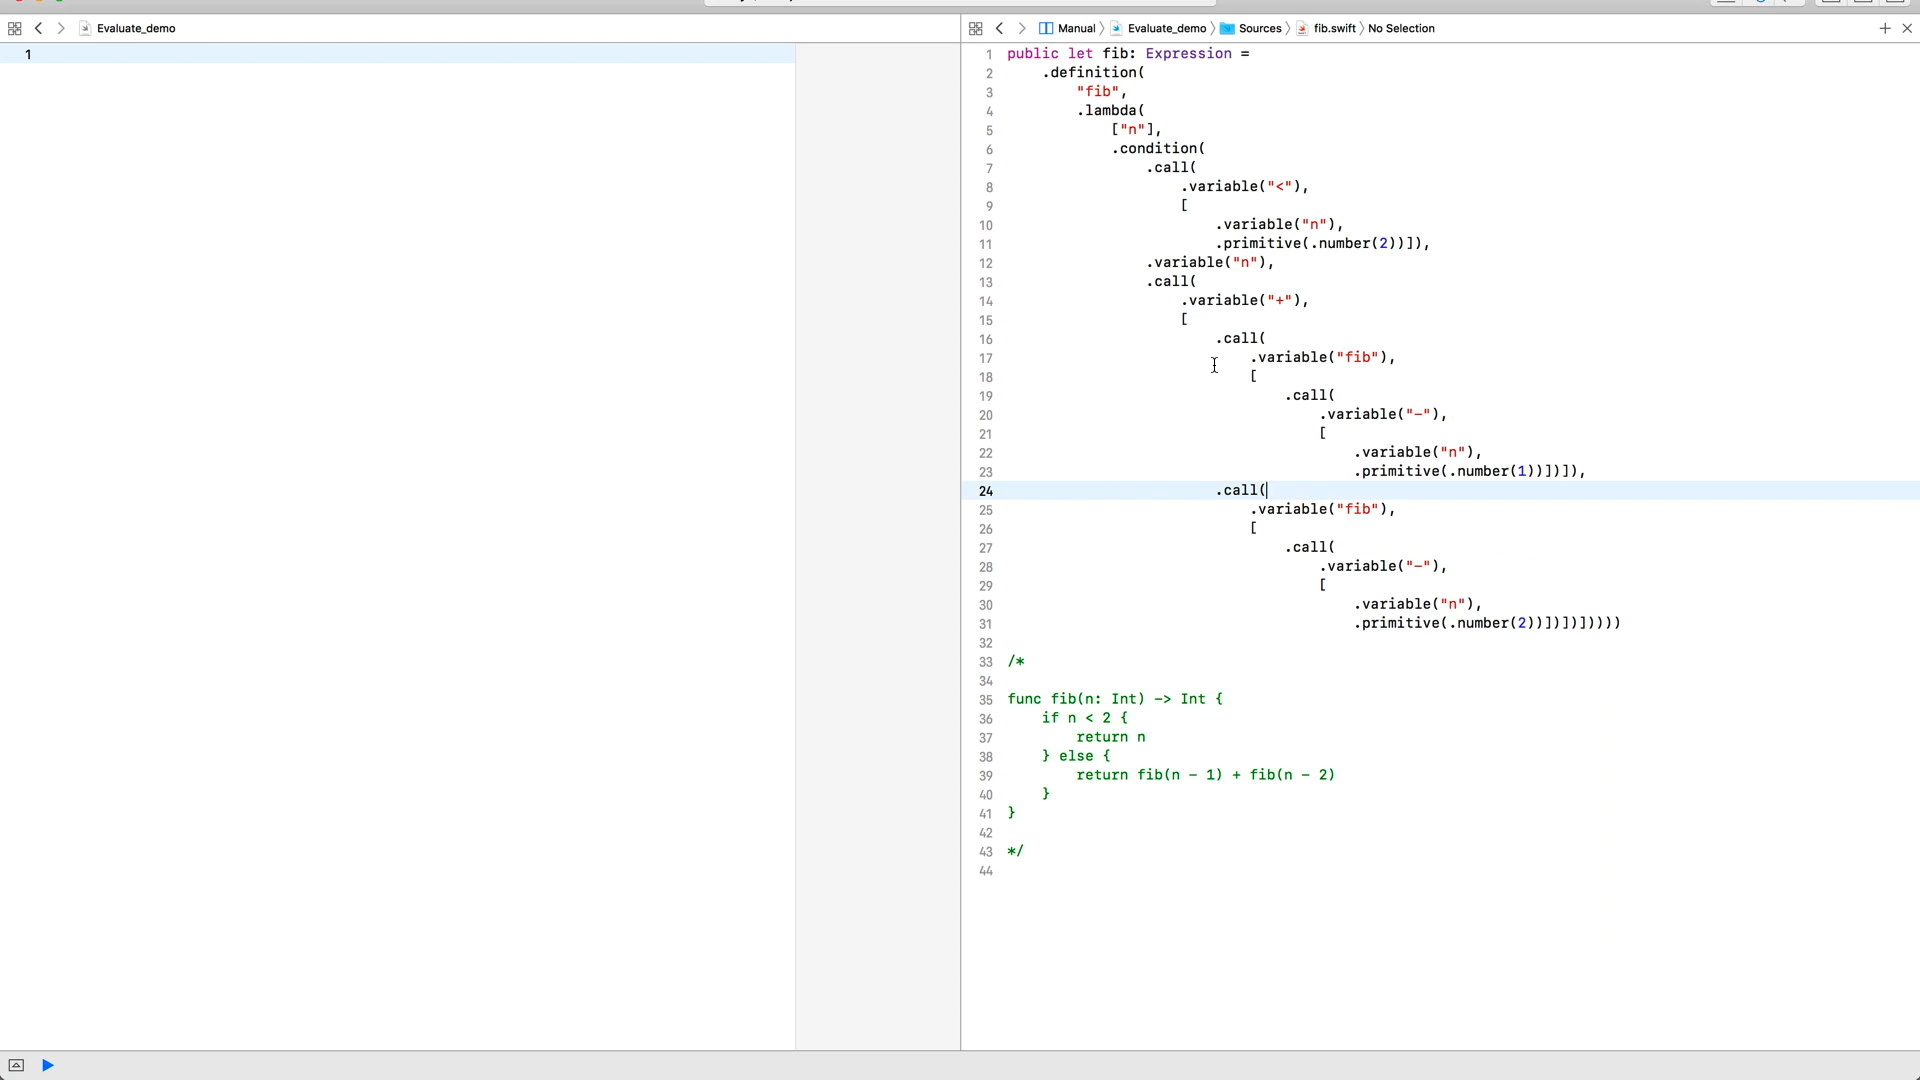 Evaluate_demo
1
Manual Evaluate_demo Sources fib.swift No Selection
1 public let fib: Expression =
2     .definition(
3         "fib",
4         .lambda(
5             ["n"],
6             .condition(
7                 .call(
8                     .variable("<"),
9                     [
10                         .variable("n"),
11                         .primitive(.number(2))]),
12                 .variable("n"),
13                 .call(
14                     .variable("+"),
15                     [
16                         .call(
17                             .variable("fib"),
18                             [
19                                 .call(
20                                     .variable("-"),
21                                     [
22                                         .variable("n"),
23                                         .primitive(.number(1))])]),
24                         .call(
25                             .variable("fib"),
26                             [
27                                 .call(
28                                     .variable("-"),
29                                     [
30                                         .variable("n"),
31                                         .primitive(.number(2))])])]))))
32
33 /*
34
35 func fib(n: Int) -> Int {
36     if n < 2 {
37         return n
38     } else {
39         return fib(n - 1) + fib(n - 2)
40     }
41 }
42
43 */
44